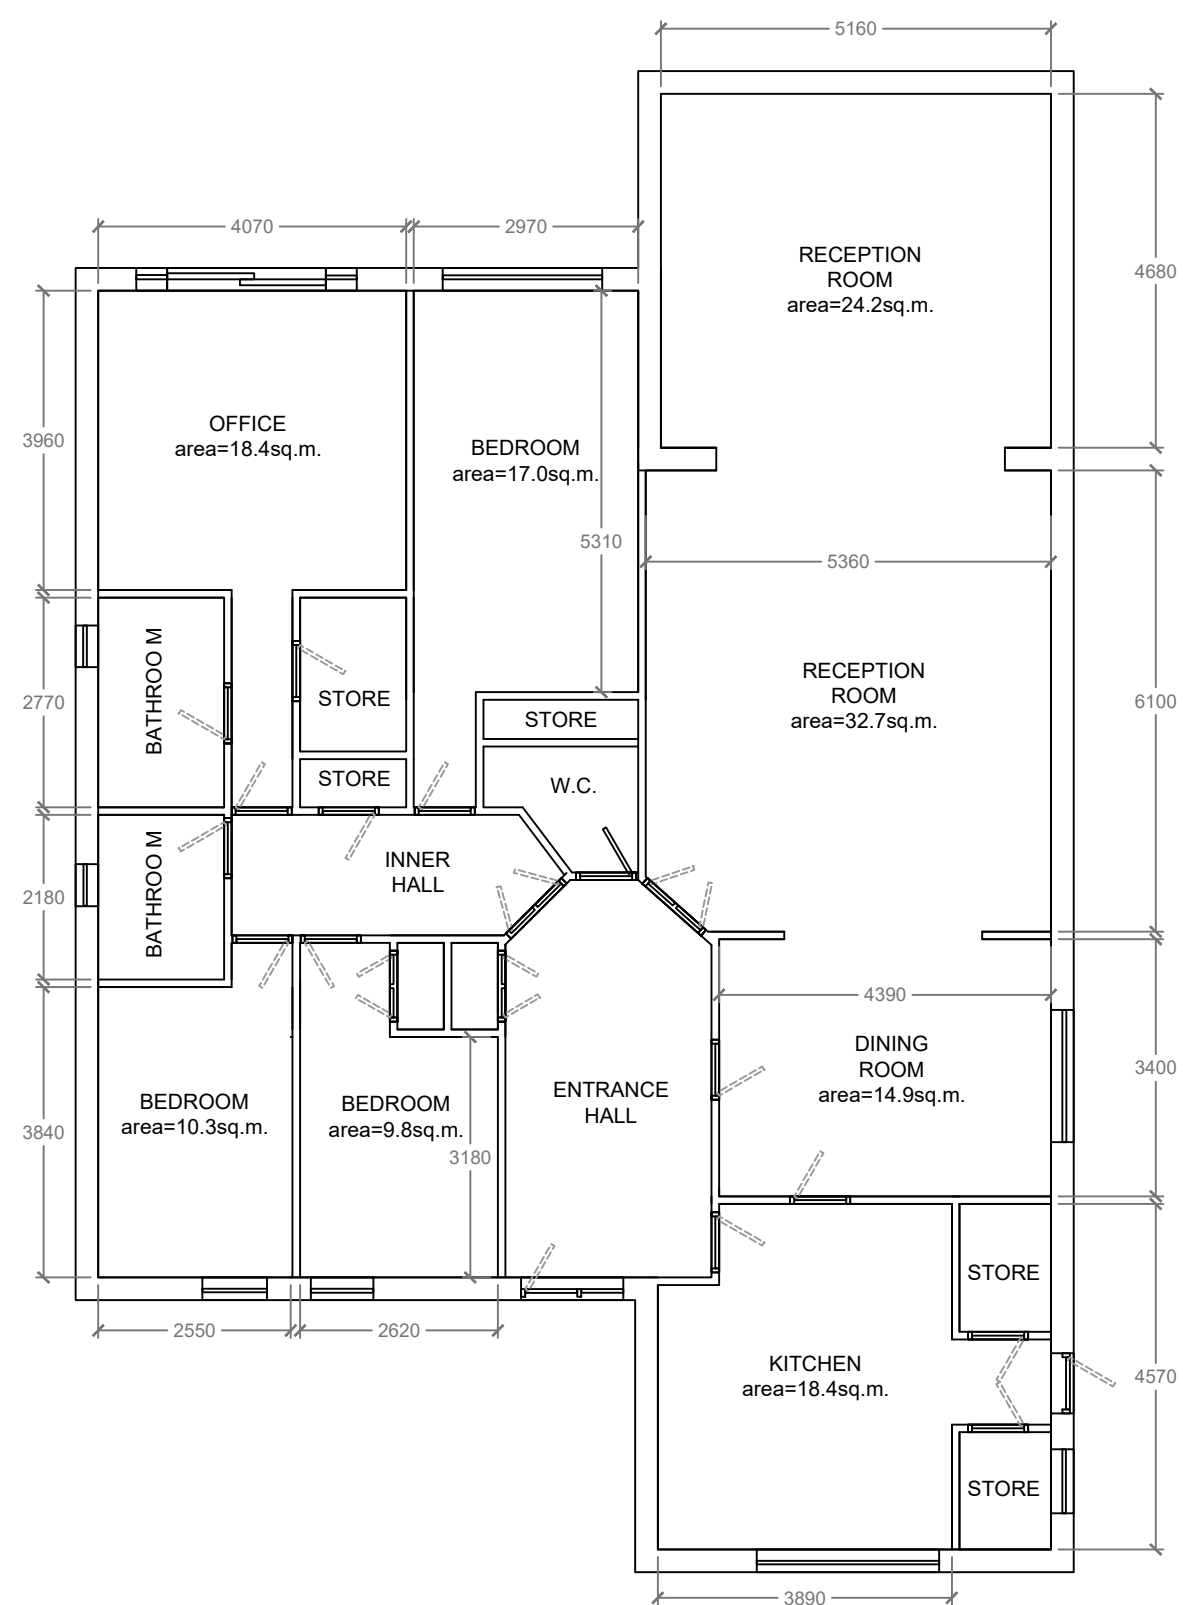 5160
4070
2970
RECEPTION
ROOM
area=24.2sq.m.
4680
OFFICE
area=18.4sq.m.
3960
BEDROOM
area=17.0sq.m.
5310
5360
RECEPTION
ROOM
area=32.7sq.m.
6100
BATHROO M
2770
STORE
STORE
STORE
W.C.
INNER
HALL
BATHROO M
2180
4390
DINING
ROOM
area=14.9sq.m.
3400
ENTRANCE
HALL
BEDROOM
area=10.3sq.m.
3840
BEDROOM
area=9.8sq.m.
3180
STORE
2550
2620
KITCHEN
area=18.4sq.m.
4570
STORE
3890